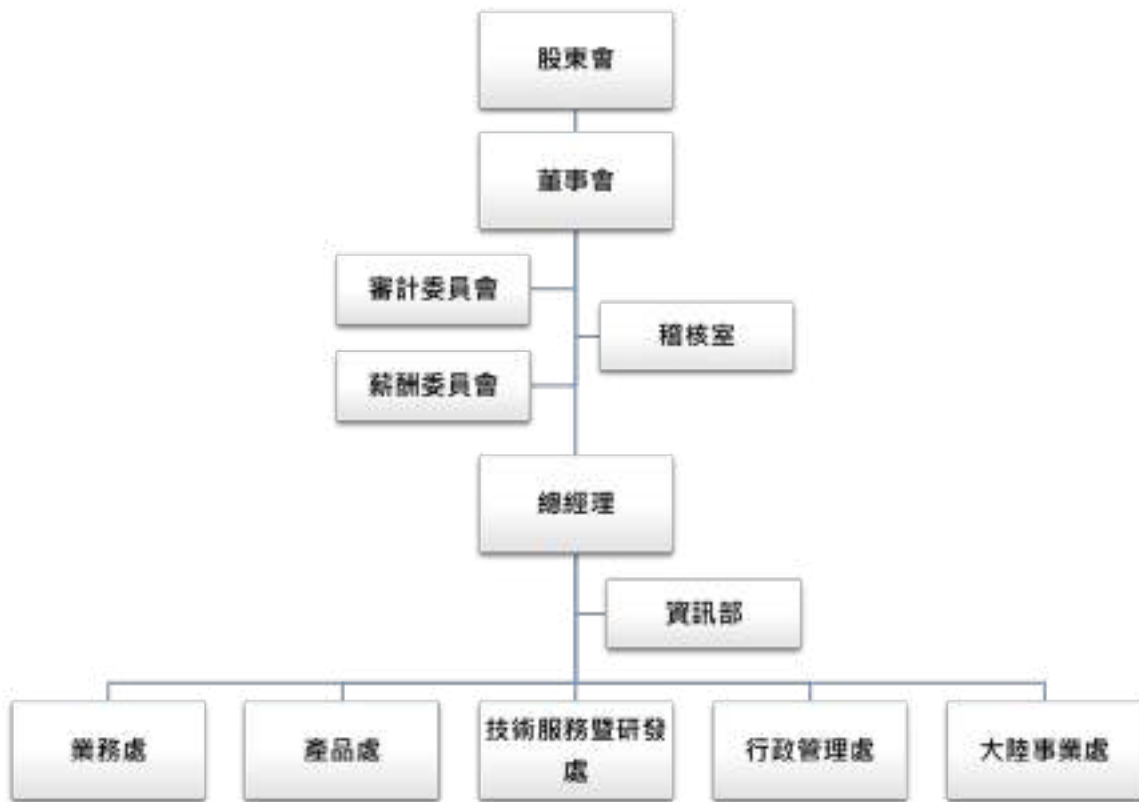 股東會
董事會
審計委員會
稽核室
薪酬委員會
總經理
資訊部
業務處
產品處
技術服務暨研發
處
行政管理處
大陸事業處